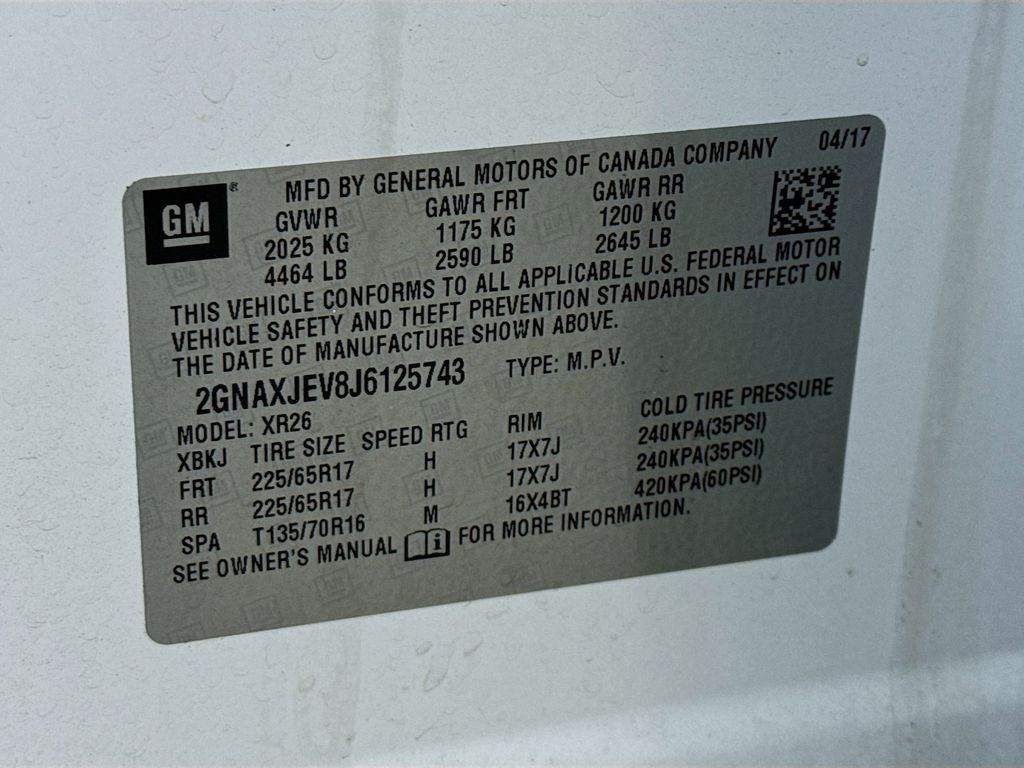 04/17
GM ® MFD BY GENERAL MOTORS OF CANADA COMPANY
GVWR GAWR FRT GAWR RR
2025 KG 1175 KG 1200 KG
4464 LB 2590 LB 2645 LB
THIS VEHICLE CONFORMS TO ALL APPLICABLE U.S. FEDERAL MOTOR
VEHICLE SAFETY AND THEFT PREVENTION STANDARDS IN EFFECT ON
THE DATE OF MANUFACTURE SHOWN ABOVE.
2GNAXJEV8J6125743 TYPE: M.P.V.
MODEL: XR26
XBKJ TIRE SIZE SPEED RTG RIM COLD TIRE PRESSURE
FRT 225/65R17 H 17X7J 240KPA(35PSI)
RR 225/65R17 H 17X7J 240KPA(35PSI)
SPA T135/70R16 M 16X4BT 420KPA(60PSI)
SEE OWNER'S MANUAL i FOR MORE INFORMATION.